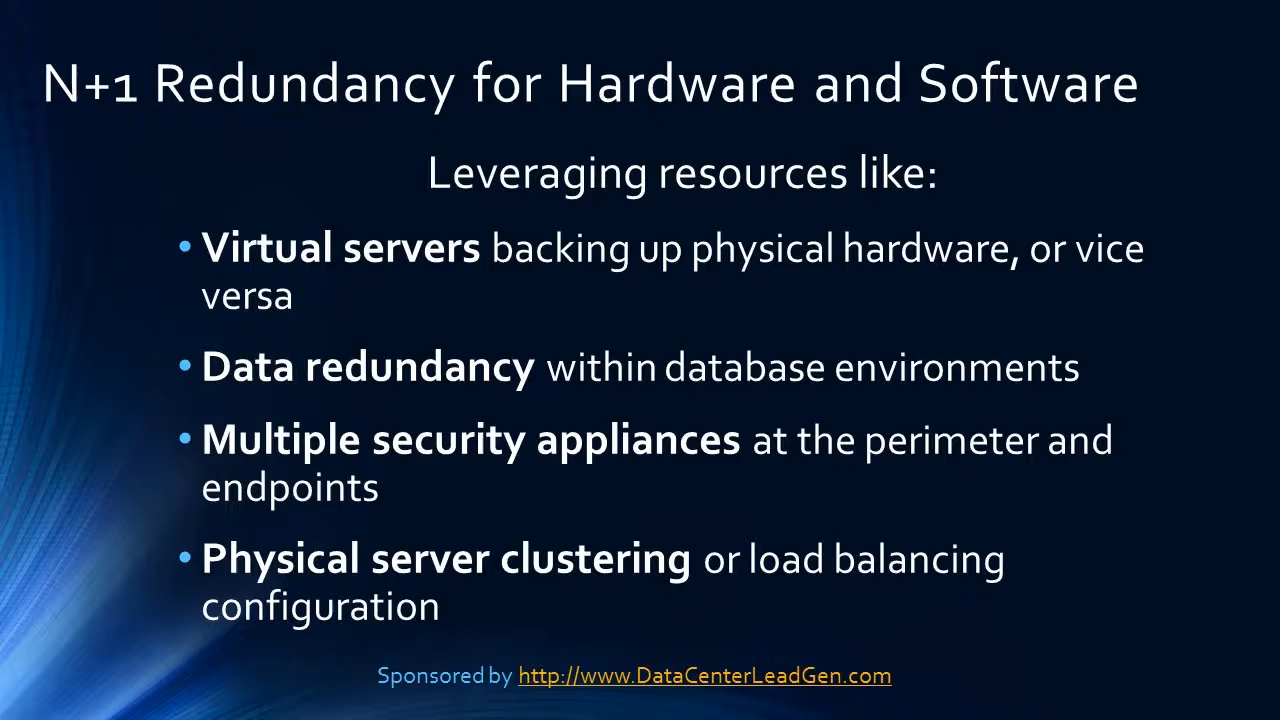 N+1 Redundancy for Hardware and Software
Leveraging resources like:
• Virtual servers backing up physical hardware, or vice
versa
• Data redundancy within database environments
• Multiple security appliances at the perimeter and
endpoints
• Physical server clustering or load balancing
configuration
Sponsored by http://www.DataCenterLeadGen.com